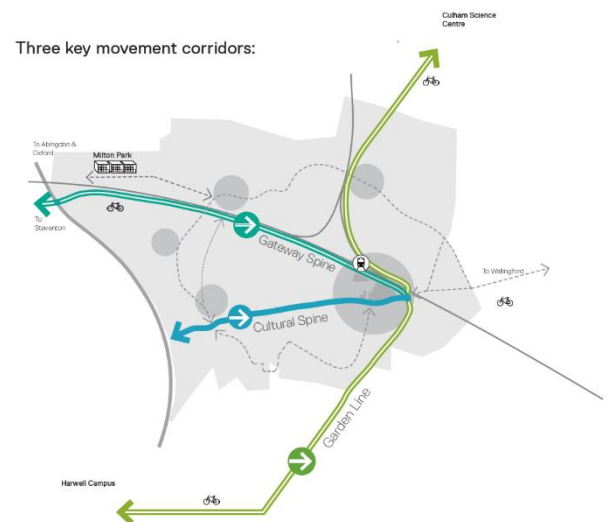 Culham Science
Centre
Three key movement corridors:
To Abingdon &
Oxford
Milton Park
To
Steventon
Gateway Spine
To Wallingford
Cultural Spine
Garden Line
Harwell Campus